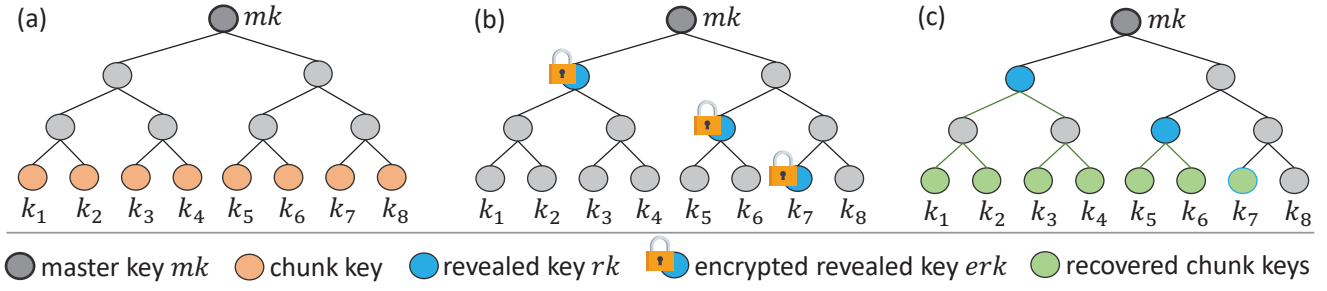 (a) mk (b) mk (c) mk
k₁ k₂ k₃ k₄ k₅ k₆ k₇ k₈ k₁ k₂ k₃ k₄ k₅ k₆ k₇ k₈ k₁ k₂ k₃ k₄ k₅ k₆ k₇ k₈
master key mk chunk key revealed key rk encrypted revealed key erk recovered chunk keys